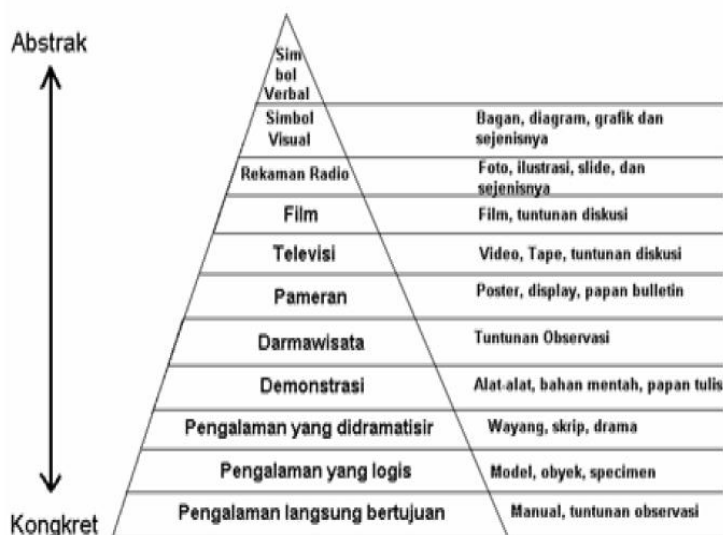 Abstrak
Sim
bol
Verbal
Simbol
Visual
Bagan, diagram, grafik dan
sejenisnya
Rekaman Radio
Foto, ilustrasi, slide, dan
sejenisnya
Film
Film, tuntunan diskusi
Televisi
Video, Tape, tuntunan diskusi
Pameran
Poster, display, papan bulletin
Darmawisata
Tuntunan Observasi
Demonstrasi
Alat-alat, bahan mentah, papan tulis
Pengalaman yang didramatisir
Wayang, skrip, drama
Pengalaman yang logis
Model, obyek, specimen
Pengalaman langsung bertujuan
Manual, tuntunan observasi
Kongkret